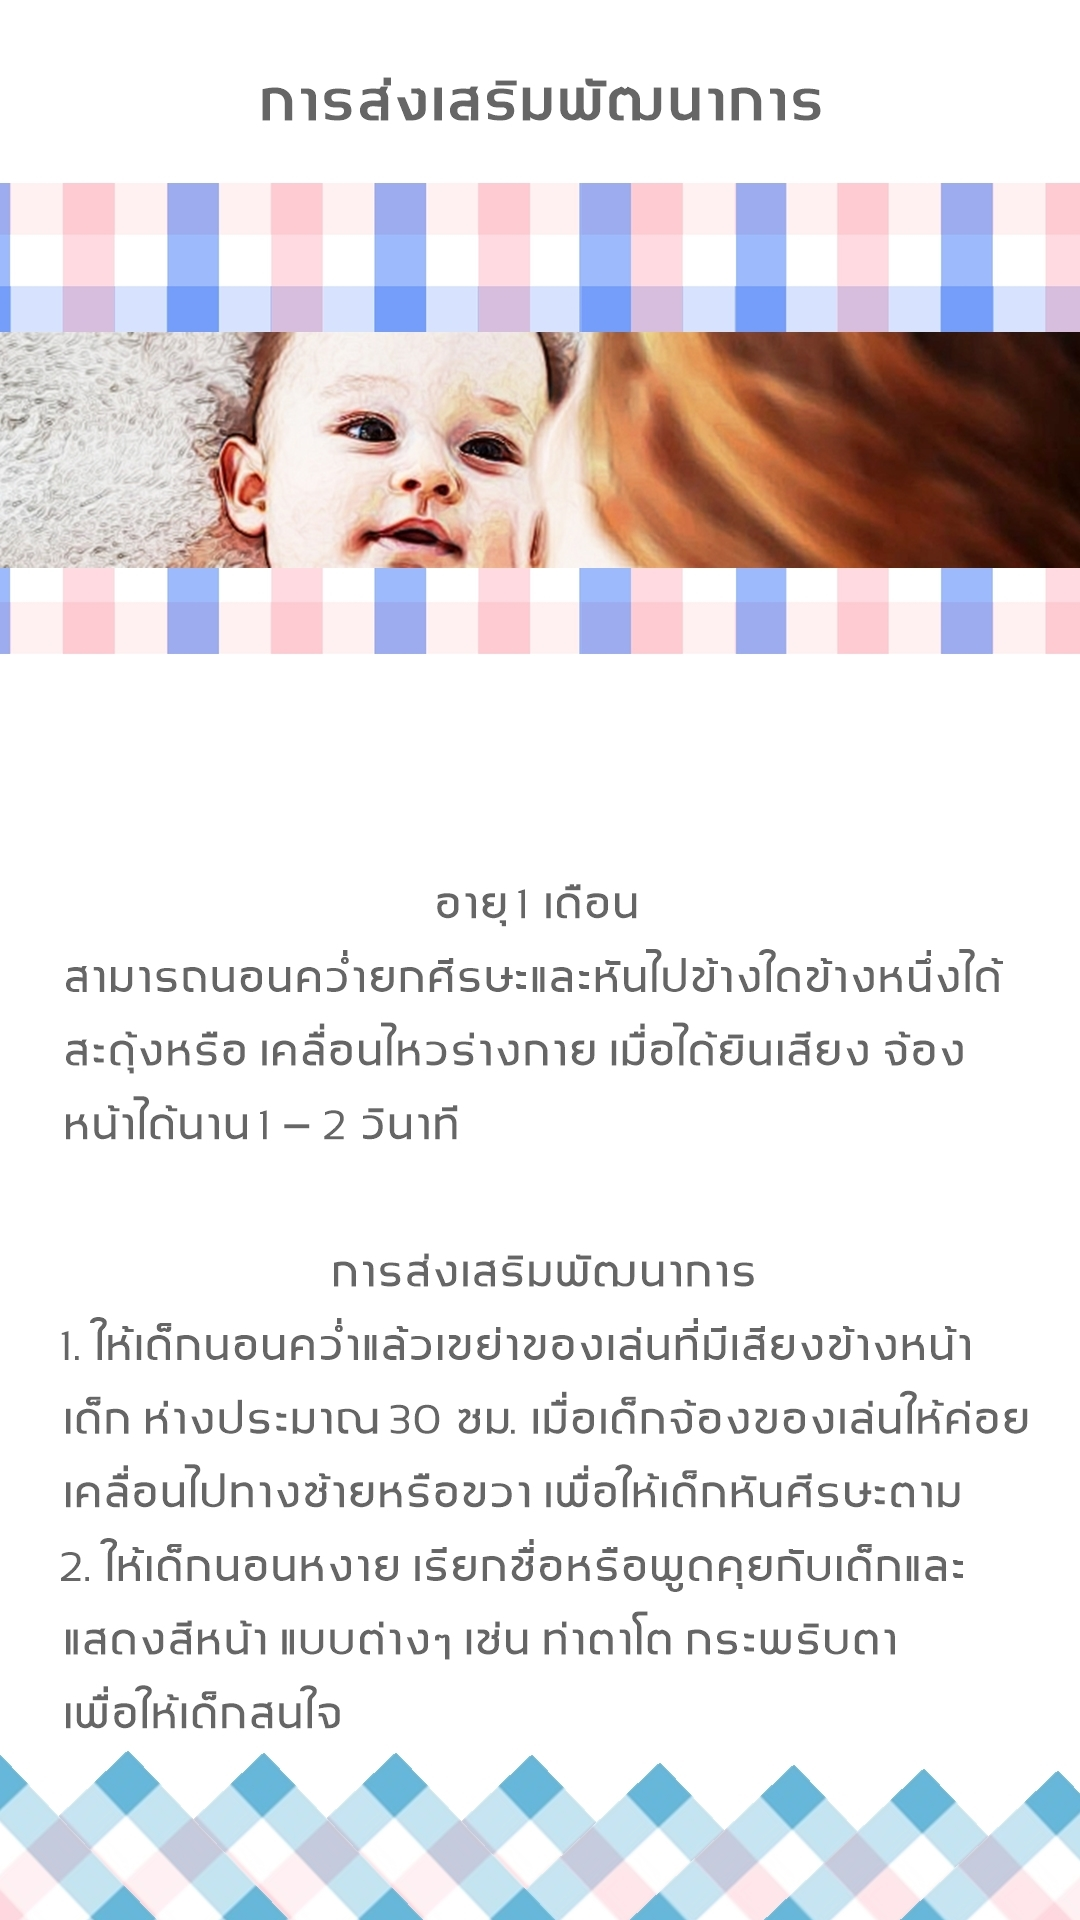 การส่งเสริมพัฒนาการ
อายุ 1 เดือน
สามารถนอนคว่ำยกศีรษะและหันไปข้างใดข้างหนึ่งได้
สะดุ้งหรือ เคลื่อนไหวร่างกาย เมื่อได้ยินเสียง จ้อง
หน้าได้นาน 1 – 2 วินาที
การส่งเสริมพัฒนาการ
1. ให้เด็กนอนคว่ำแล้วเขย่าของเล่นที่มีเสียงข้างหน้า
เด็ก ห่างประมาณ 30 ซม. เมื่อเด็กจ้องของเล่นให้ค่อย
เคลื่อนไปทางซ้ายหรือขวา เพื่อให้เด็กหันศีรษะตาม
2. ให้เด็กนอนหงาย เรียกชื่อหรือพูดคุยกับเด็กและ
แสดงสีหน้า แบบต่างๆ เช่น ท่าตาโต กระพริบตา
เพื่อให้เด็กสนใจ